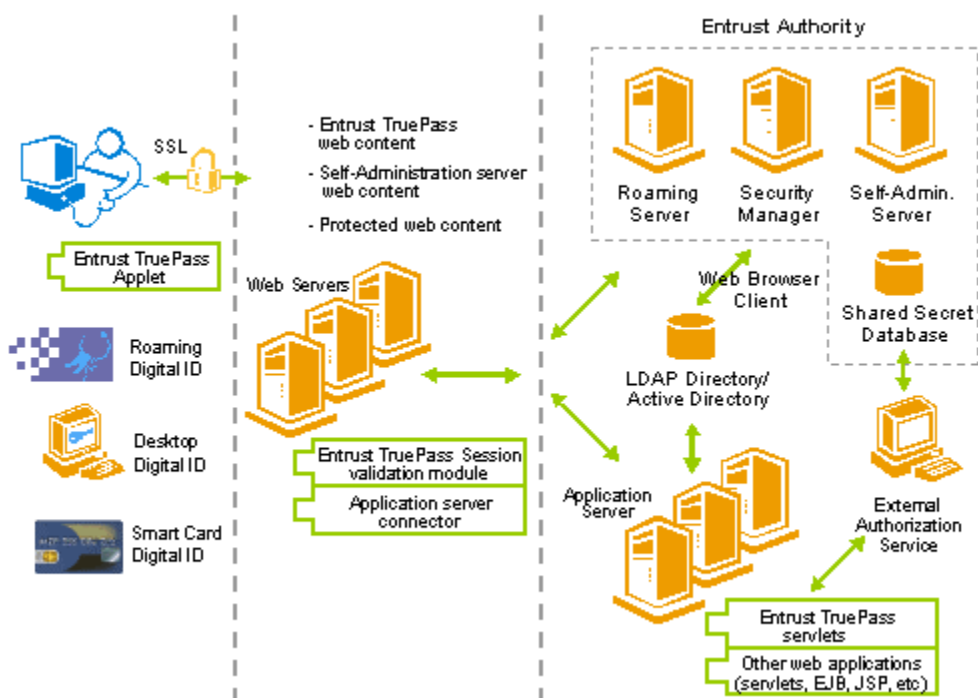 Entrust Authority
SSL
- Entrust TruePass
web content
- Self-Administration server
web content
- Protected web content
Roaming
Server
Security
Manager
Self-Admin.
Server
Entrust TruePass
Applet
Web Servers
Web Browser
Client
Shared Secret
Database
Roaming
Digital ID
LDAP Directory/
Active Directory
Desktop
Digital ID
Entrust TruePass Session
validation module
Application server
connector
Application
Server
External
Authorization
Service
Smart Card
Digital ID
Entrust TruePass
servlets
Other web applications
(servlets, EJB, JSP, etc)